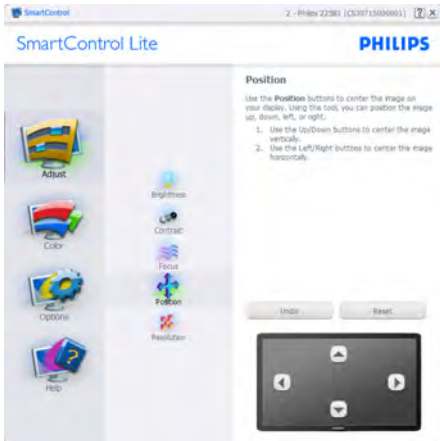 SmartControl
2 - Philips 225B1
SmartControl Lite
PHILIPS
Adjust
Color
Options
Help
Brightness
Contrast
Focus
Position
Resolution
Position
Use the Position buttons to center the image on
your display. Using the tool, you can position the image
up, down, left, or right.
1. Use the Up/Down buttons to center the image
vertically.
2. Use the Left/Right buttons to center the image
horizontally.
Undo
Reset